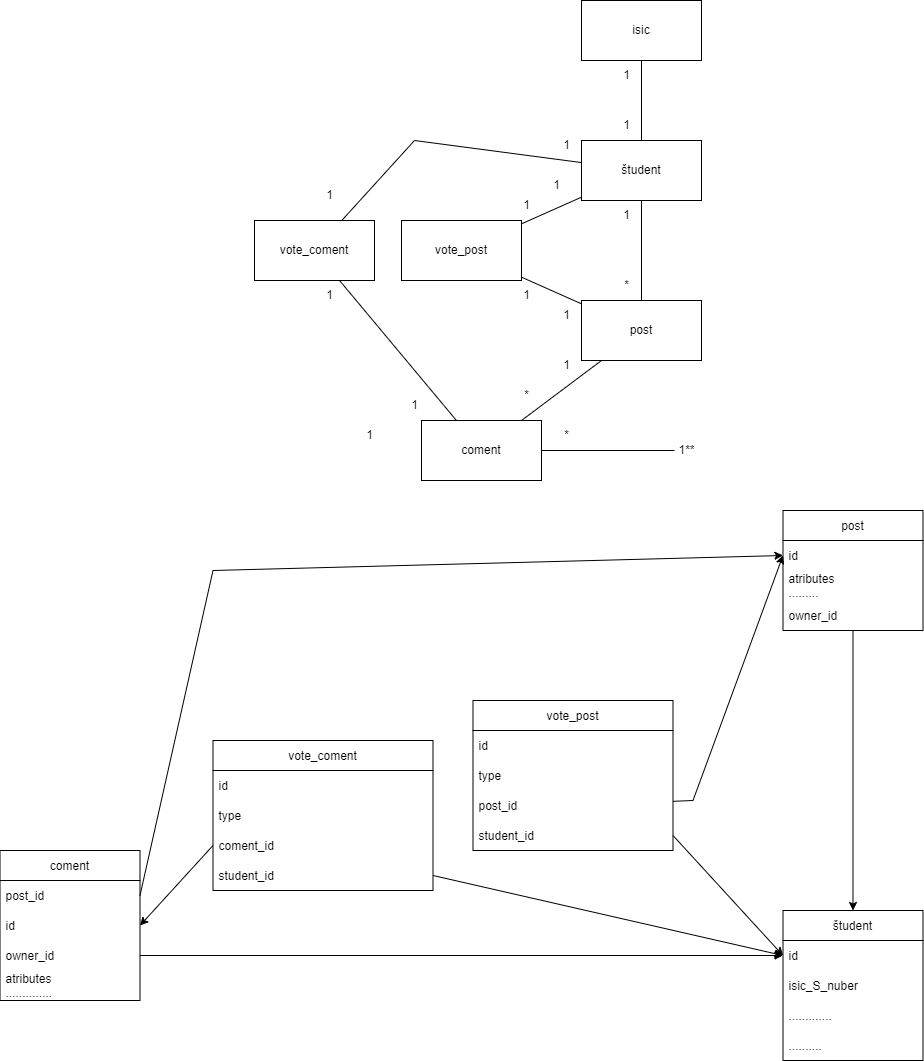 isic
1
1
1
študent
1
1
1
1
vote_coment
vote_post
1
1
1
*
1
post
1
*
1
1
*
coment
1**
post
id
atributes
.........
owner_id
vote_post
id
type
post_id
student_id
vote_coment
id
type
coment_id
student_id
coment
post_id
id
owner_id
atributes
..............
študent
id
isic_S_nuber
.............
..........